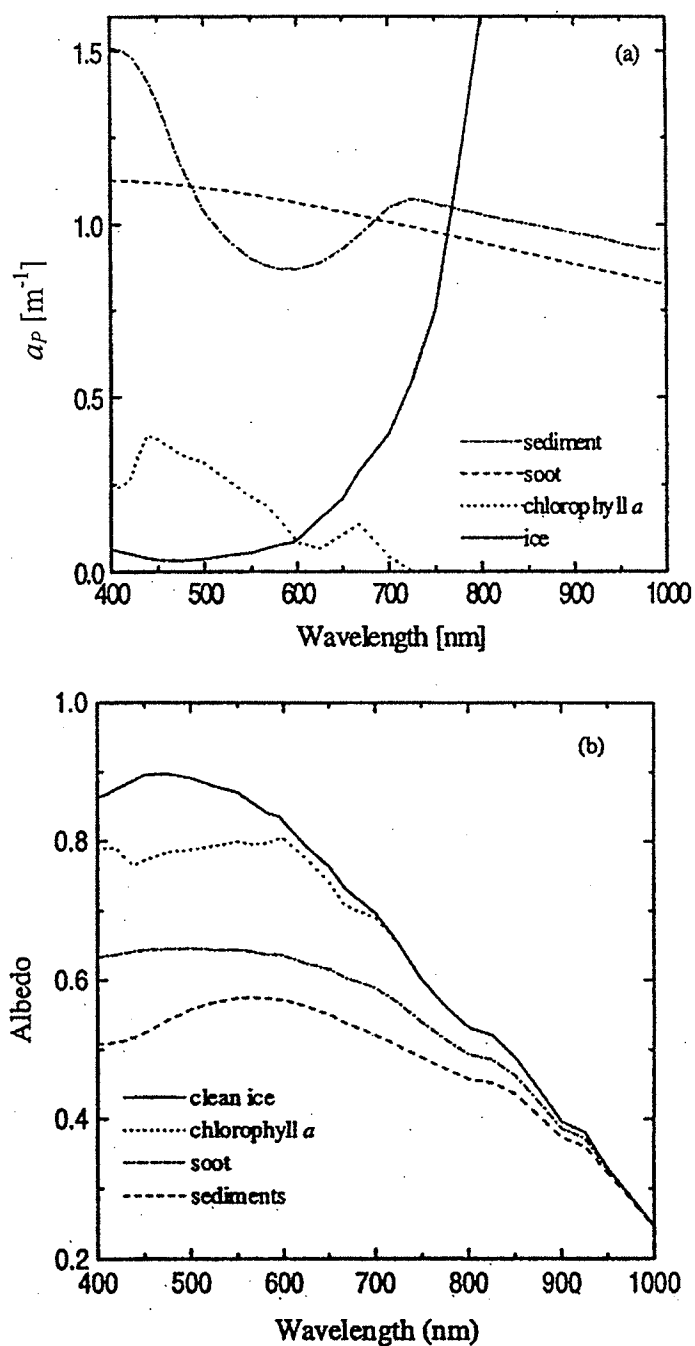 (a)
1.5
1.0
0.5
0.0
a_P [m⁻¹]
sediment
soot
chlorophyll a
ice
400 500 600 700 800 900 1000
Wavelength [nm]
(b)
1.0
0.8
0.6
0.4
0.2
Albedo
clean ice
chlorophyll a
soot
sediments
400 500 600 700 800 900 1000
Wavelength (nm)